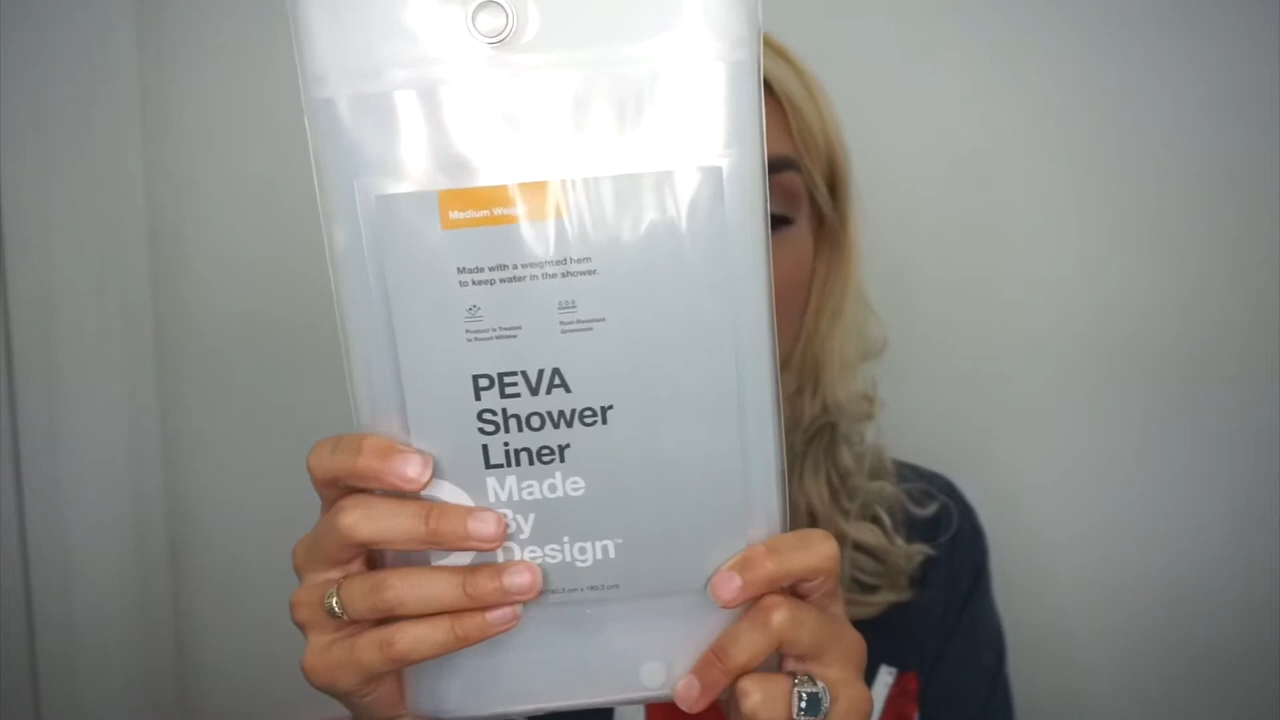 Medium Weight
Made with a weighted hem
to keep water in the shower.
Product Is Treated
to Resist Mildew
Rust-Resistant
Grommets
PEVA
Shower
Liner
Made
By
Design™